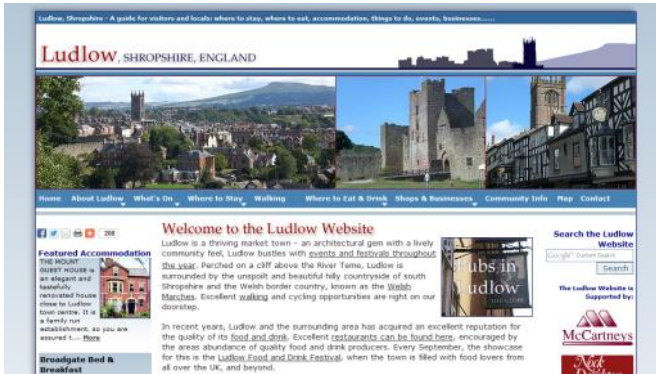 Ludlow, Shropshire - A guide for visitors and locals: where to stay, where to eat, accommodation, things to do, events, businesses......
Ludlow, SHROPSHIRE, ENGLAND
Home About Ludlow What's On Where to Stay Walking Where to Eat & Drink Shops & Businesses Community Info Map Contact
268
Featured Accommodation
THE MOUNT
GUEST HOUSE is
an elegant and
tastefully
renovated house
close to Ludlow
town centre. It is
a family run
establishment, so you are
assured t.... More
Broadgate Bed &
Breakfast
Welcome to the Ludlow Website
Ludlow is a thriving market town - an architectural gem with a lively
community feel, Ludlow bustles with events and festivals throughout
the year. Perched on a cliff above the River Teme, Ludlow is
surrounded by the unspoilt and beautiful hilly countryside of south
Shropshire and the Welsh border country, known as the Welsh
Marches. Excellent walking and cycling opportunities are right on our
doorstep.
In recent years, Ludlow and the surrounding area has acquired an excellent reputation for
the quality of its food and drink. Excellent restaurants can be found here, encouraged by
the areas abundance of quality food and drink producers. Every September, the showcase
for this is the Ludlow Food and Drink Festival, when the town is filled with food lovers from
all over the UK, and beyond.
Pubs in
Ludlow
Search the Ludlow
Website
Google™ Custom Search
Search
The Ludlow Website is
Supported by:
McCartneys
Nock